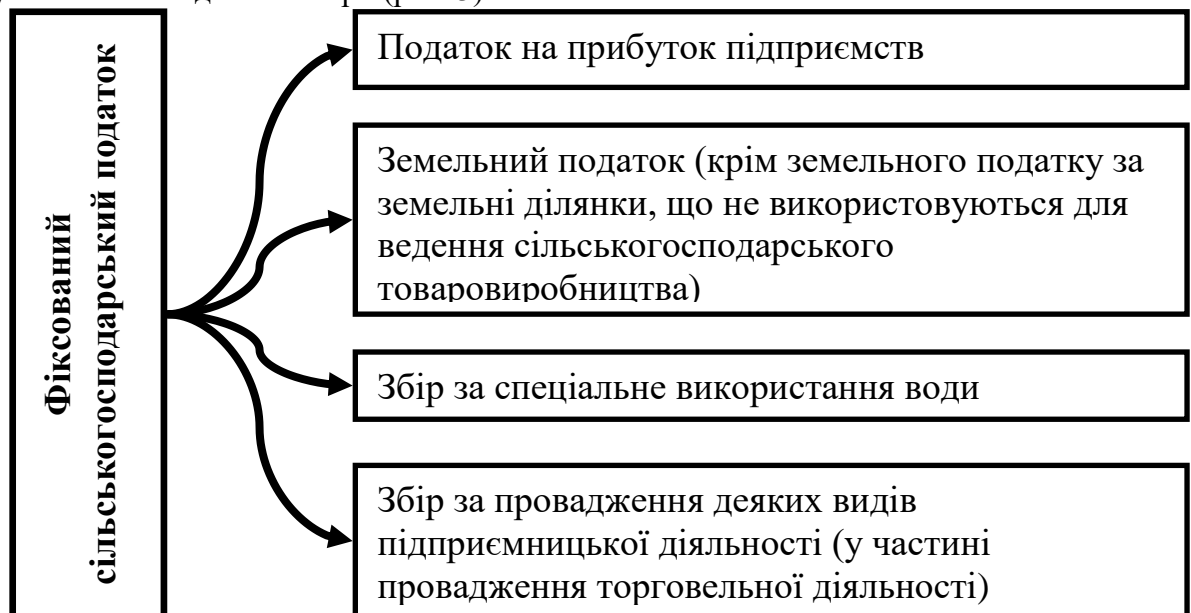 Фіксований
сільськогосподарський податок
Податок на прибуток підприємств
Земельний податок (крім земельного податку за
земельні ділянки, що не використовуються для
ведення сільськогосподарського
товаровиробництва)
Збір за спеціальне використання води
Збір за провадження деяких видів
підприємницької діяльності (у частині
провадження торговельної діяльності)